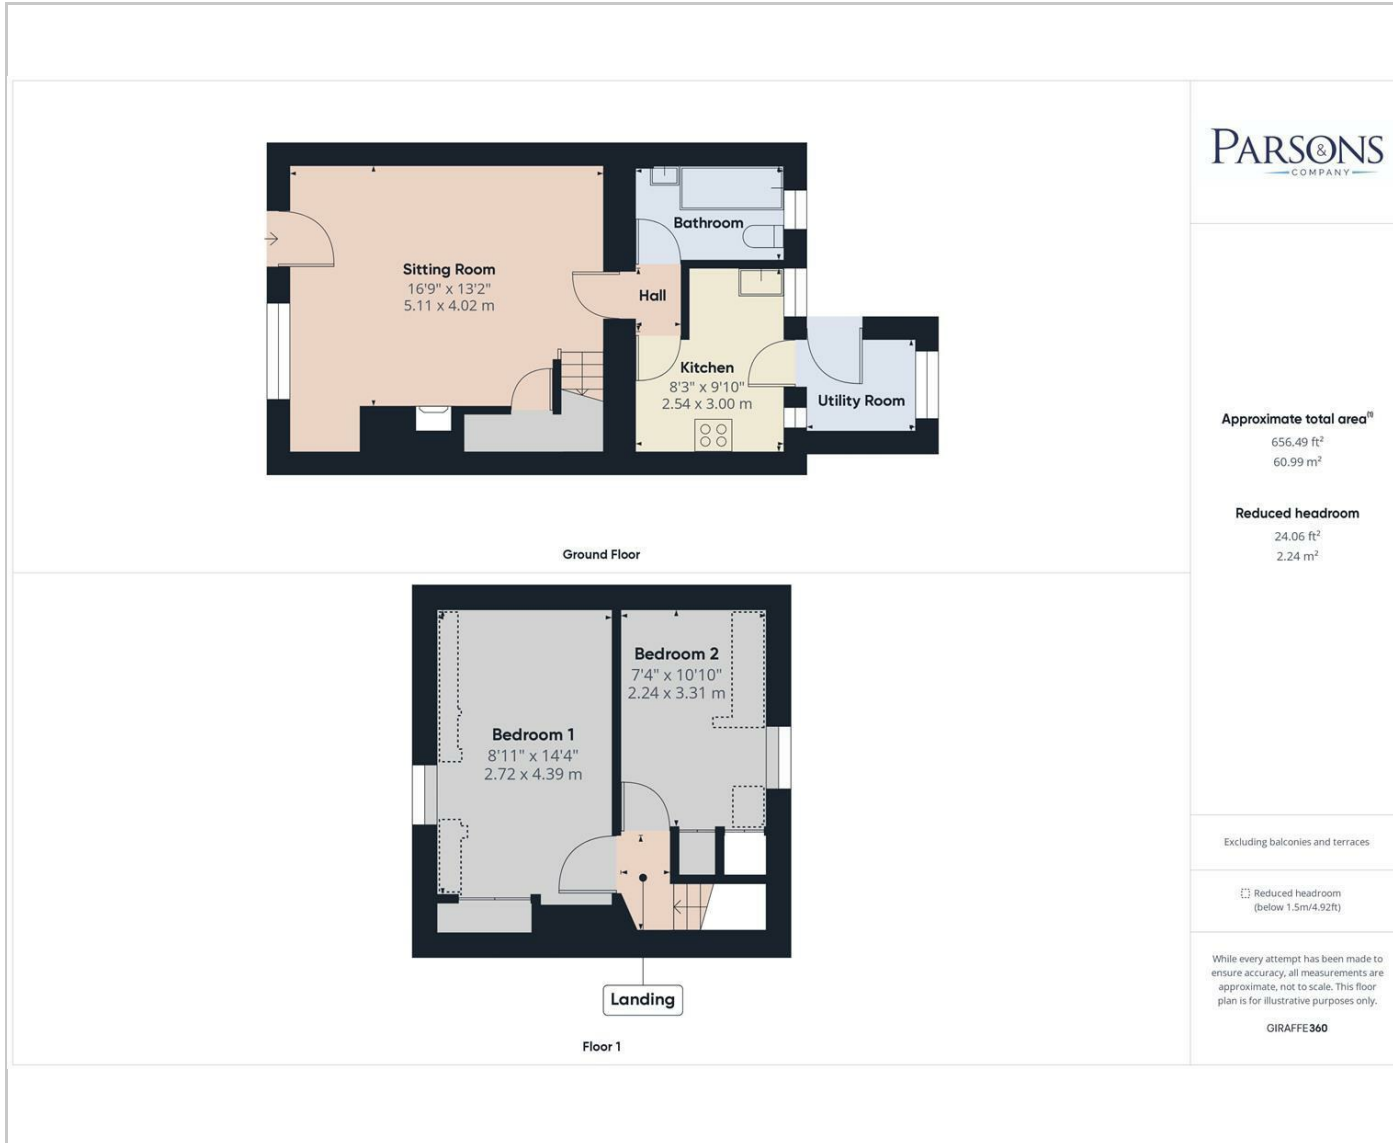 Sitting Room
16'9" x 13'2"
5.11 x 4.02 m
Bathroom
Hall
Kitchen
8'3" x 9'10"
2.54 x 3.00 m
Utility Room
Ground Floor
Bedroom 1
8'11" x 14'4"
2.72 x 4.39 m
Bedroom 2
7'4" x 10'10"
2.24 x 3.31 m
Landing
Floor 1
PARSONS
&
COMPANY
Approximate total area⁽¹⁾
656.49 ft²
60.99 m²
Reduced headroom
24.06 ft²
2.24 m²
Excluding balconies and terraces
Reduced headroom
(below 1.5m/4.92ft)
While every attempt has been made to
ensure accuracy, all measurements are
approximate, not to scale. This floor
plan is for illustrative purposes only.
GIRAFFE360